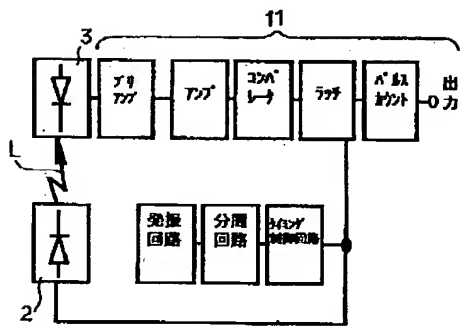 11
3
プリ
アンプ
アンプ
コンパ
レータ
ラッチ
パルス
カウント
出
力
L
発振
回路
分周
回路
タイミング
制御回路
2